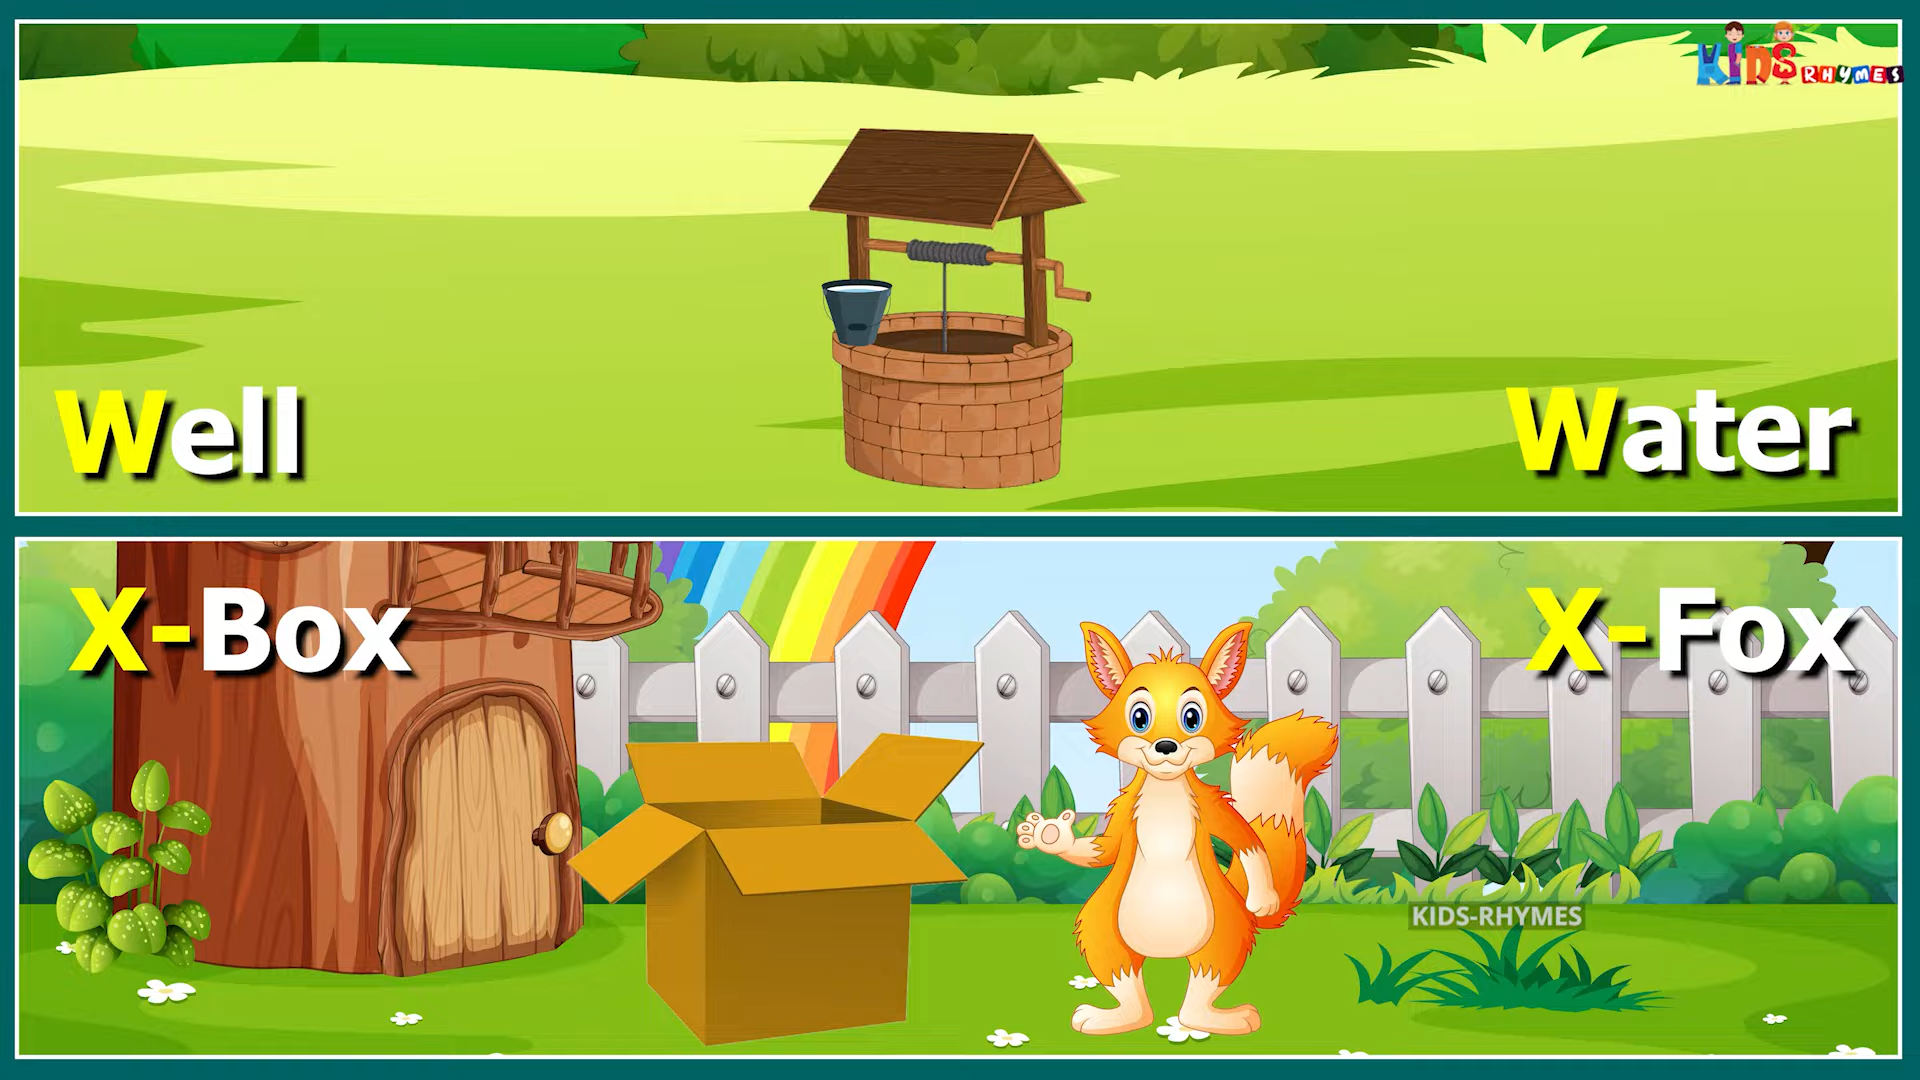 KIDS RHYMES
Well
Water
X-Box
X-Fox
KIDS-RHYMES